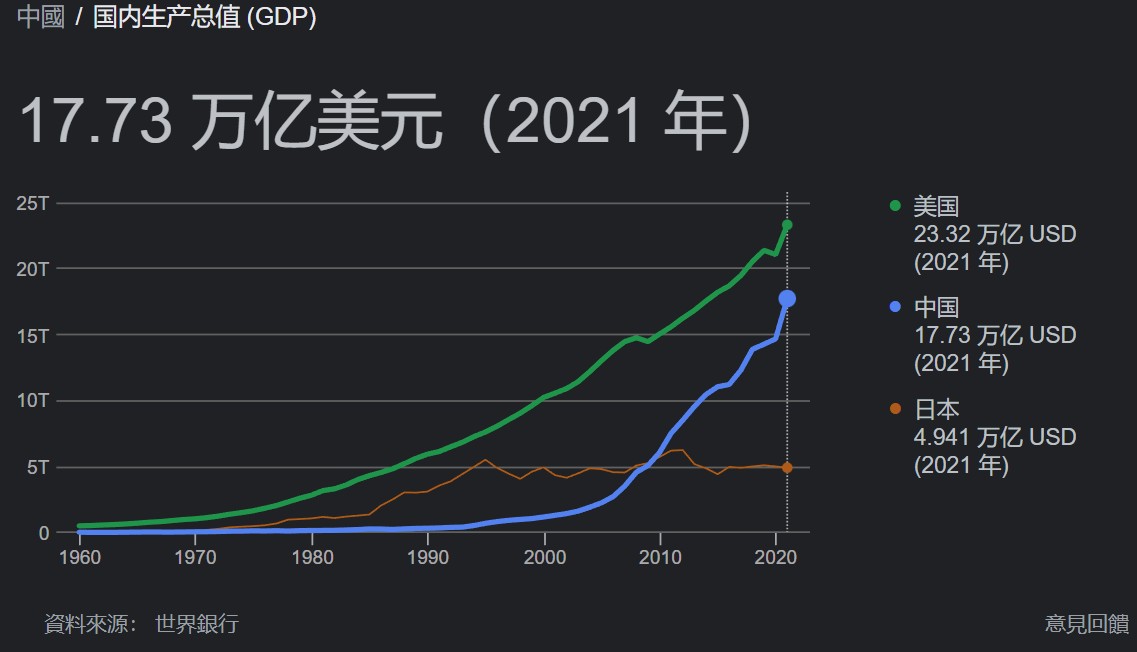 中國 / 国内生产总值 (GDP)
17.73 万亿美元（2021 年）
25T
20T
15T
10T
5T
0
1960 1970 1980 1990 2000 2010 2020
美国
23.32 万亿 USD
(2021 年)
中国
17.73 万亿 USD
(2021 年)
日本
4.941 万亿 USD
(2021 年)
資料來源： 世界銀行
意見回饋